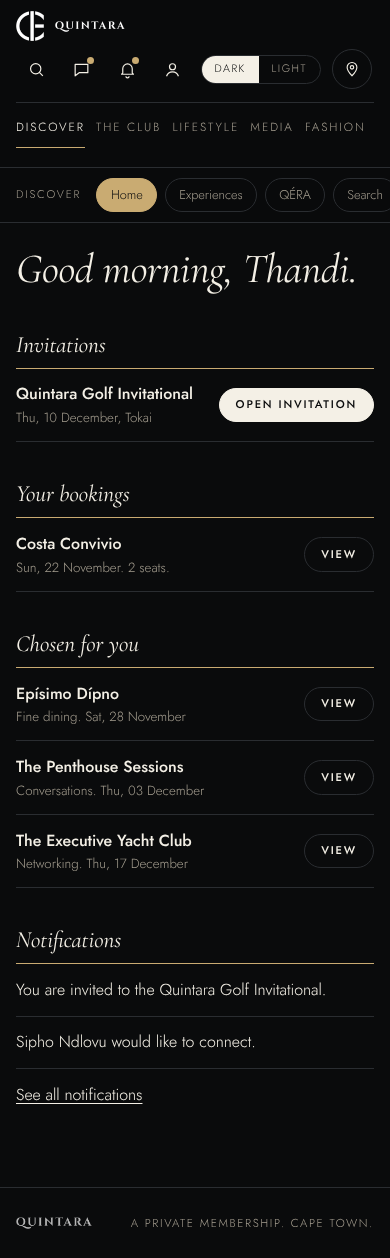 QUINTARA
DARK LIGHT
DISCOVER THE CLUB LIFESTYLE MEDIA FASHION
DISCOVER Home Experiences QÉRA Search
Good morning, Thandi.
Invitations
Quintara Golf Invitational
Thu, 10 December, Tokai
OPEN INVITATION
Your bookings
Costa Convivio
Sun, 22 November. 2 seats.
VIEW
Chosen for you
Epísimo Dípno
Fine dining. Sat, 28 November
VIEW
The Penthouse Sessions
Conversations. Thu, 03 December
VIEW
The Executive Yacht Club
Networking. Thu, 17 December
VIEW
Notifications
You are invited to the Quintara Golf Invitational.
Sipho Ndlovu would like to connect.
See all notifications
QUINTARA A PRIVATE MEMBERSHIP. CAPE TOWN.